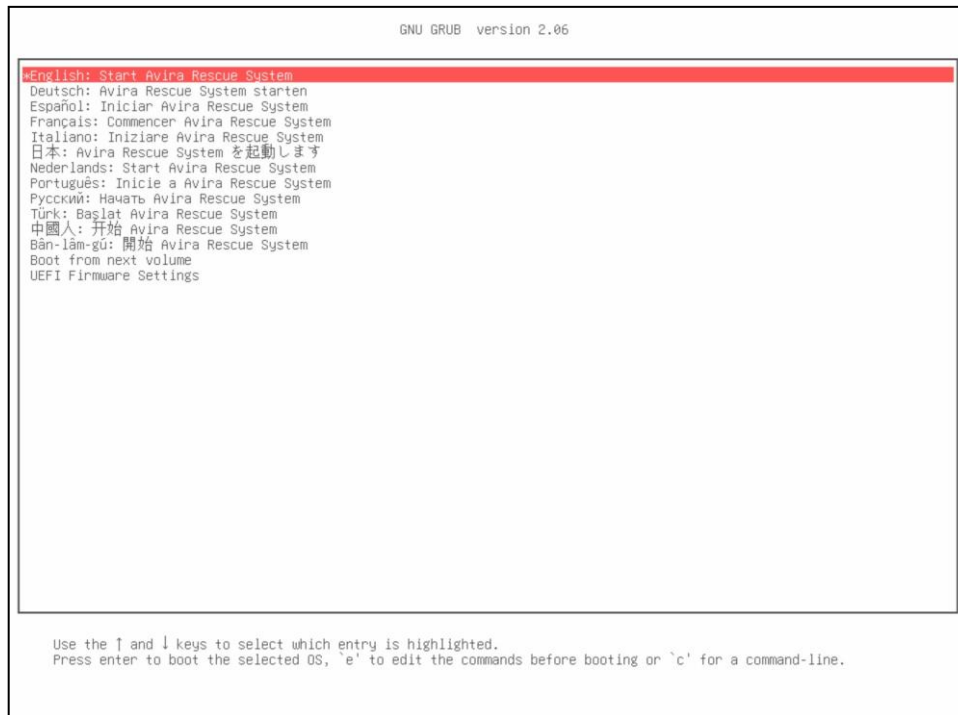 GNU GRUB version 2.06
*English: Start Avira Rescue System
Deutsch: Avira Rescue System starten
Español: Iniciar Avira Rescue System
Français: Commencer Avira Rescue System
Italiano: Iniziare Avira Rescue System
日本: Avira Rescue System を起動します
Nederlands: Start Avira Rescue System
Português: Inicie a Avira Rescue System
Русский: Начать Avira Rescue System
Türk: Başlat Avira Rescue System
中國人: 开始 Avira Rescue System
Bân-lâm-gú: 開始 Avira Rescue System
Boot from next volume
UEFI Firmware Settings
Use the ↑ and ↓ keys to select which entry is highlighted.
Press enter to boot the selected OS, `e' to edit the commands before booting or `c' for a command-line.